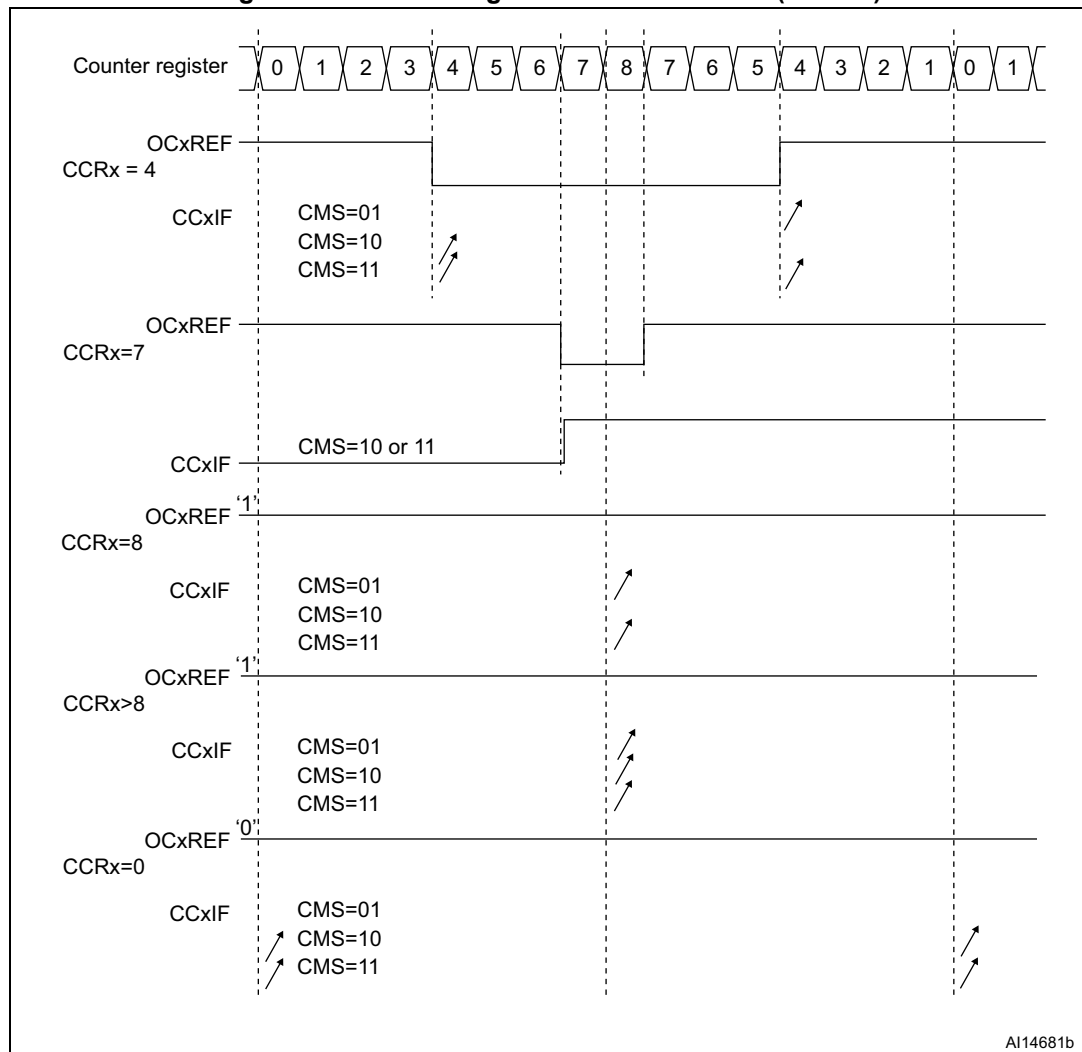 Counter register 0 1 2 3 4 5 6 7 8 7 6 5 4 3 2 1 0 1
OCxREF
CCRx = 4
CCxIF CMS=01
CMS=10
CMS=11
OCxREF
CCRx=7
CMS=10 or 11
CCxIF
OCxREF '1'
CCRx=8
CCxIF CMS=01
CMS=10
CMS=11
OCxREF '1'
CCRx>8
CCxIF CMS=01
CMS=10
CMS=11
OCxREF '0'
CCRx=0
CCxIF CMS=01
CMS=10
CMS=11
AI14681b